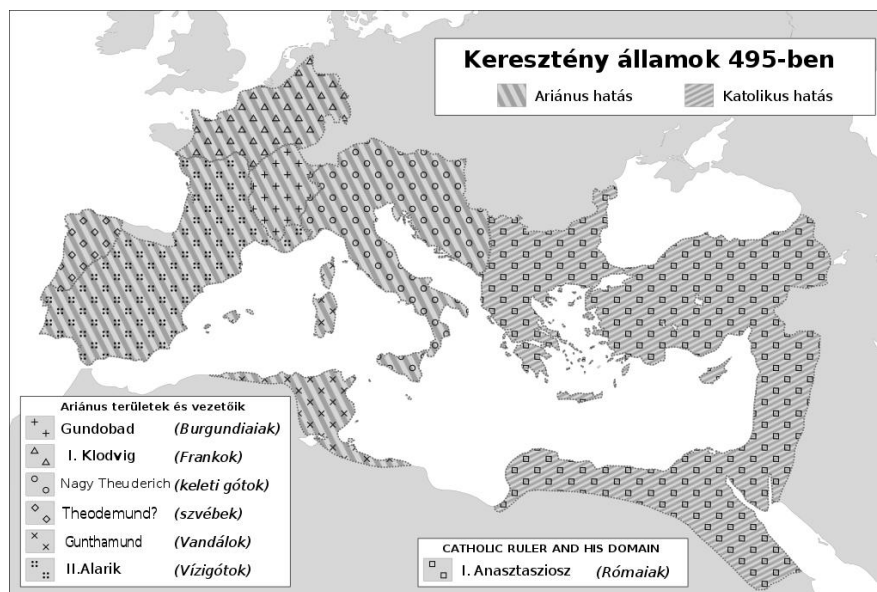 Keresztény államok 495-ben
Ariánus hatás
Katolikus hatás
Ariánus területek és vezetőik
Gundobad (Burgundiaiak)
I. Klodvig (Frankok)
Nagy Theuderich (keleti gótok)
Theodemund? (szvébek)
Gunthamund (Vandálok)
II.Alarik (Vízigótok)
CATHOLIC RULER AND HIS DOMAIN
I. Anasztasziosz (Rómaiak)